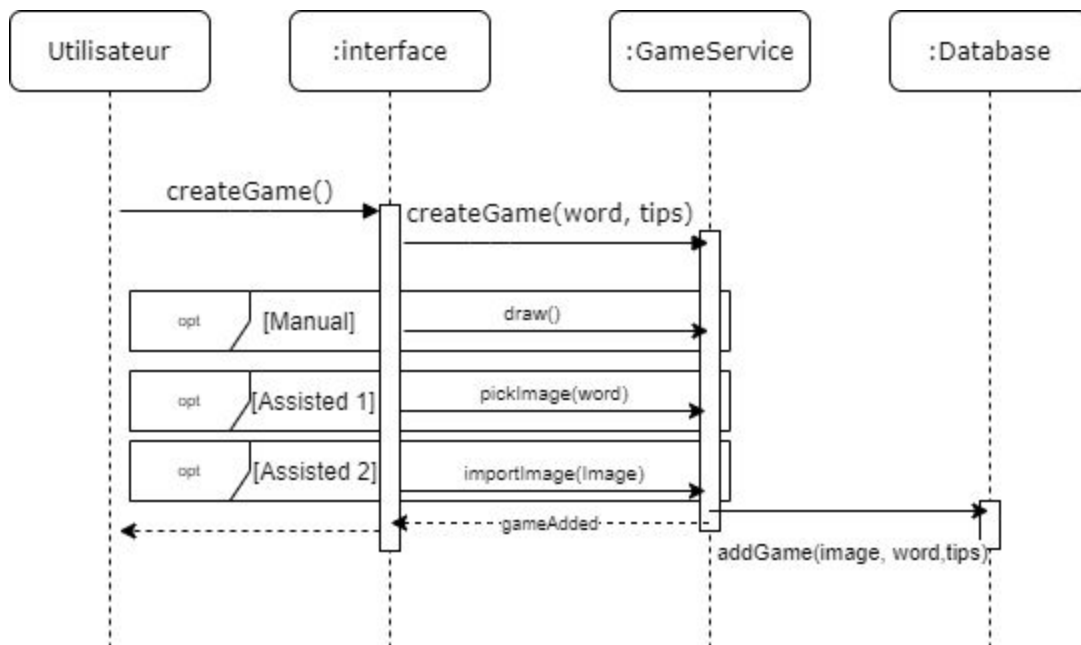 Utilisateur
:interface
:GameService
:Database
createGame()
createGame(word, tips)
opt
[Manual]
draw()
opt
[Assisted 1]
pickImage(word)
opt
[Assisted 2]
importImage(Image)
gameAdded
addGame(image, word,tips)